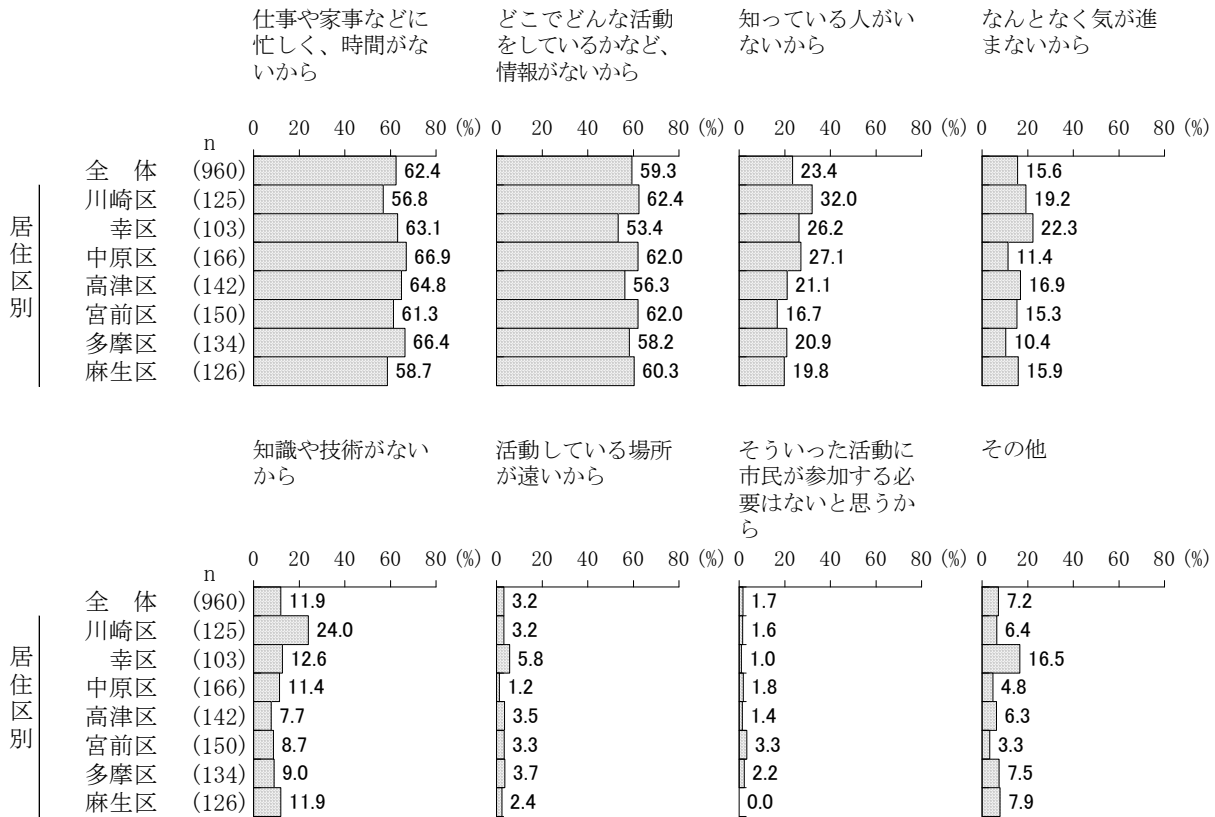 仕事や家事などに
忙しく、時間がな
いから
どこでどんな活動
をしているかなど、
情報がないから
知っている人がい
ないから
なんとなく気が進
まないから
0 20 40 60 80 (%) 0 20 40 60 80 (%) 0 20 40 60 80 (%) 0 20 40 60 80 (%)
n
全 体 (960) 62.4 59.3 23.4 15.6
居住区別
川崎区 (125) 56.8 62.4 32.0 19.2
幸区 (103) 63.1 53.4 26.2 22.3
中原区 (166) 66.9 62.0 27.1 11.4
高津区 (142) 64.8 56.3 21.1 16.9
宮前区 (150) 61.3 62.0 16.7 15.3
多摩区 (134) 66.4 58.2 20.9 10.4
麻生区 (126) 58.7 60.3 19.8 15.9
知識や技術がない
から
活動している場所
が遠いから
そういった活動に
市民が参加する必
要はないと思うか
ら
その他
0 20 40 60 80 (%) 0 20 40 60 80 (%) 0 20 40 60 80 (%) 0 20 40 60 80 (%)
n
全 体 (960) 11.9 3.2 1.7 7.2
居住区別
川崎区 (125) 24.0 3.2 1.6 6.4
幸区 (103) 12.6 5.8 1.0 16.5
中原区 (166) 11.4 1.2 1.8 4.8
高津区 (142) 7.7 3.5 1.4 6.3
宮前区 (150) 8.7 3.3 3.3 3.3
多摩区 (134) 9.0 3.7 2.2 7.5
麻生区 (126) 11.9 2.4 0.0 7.9